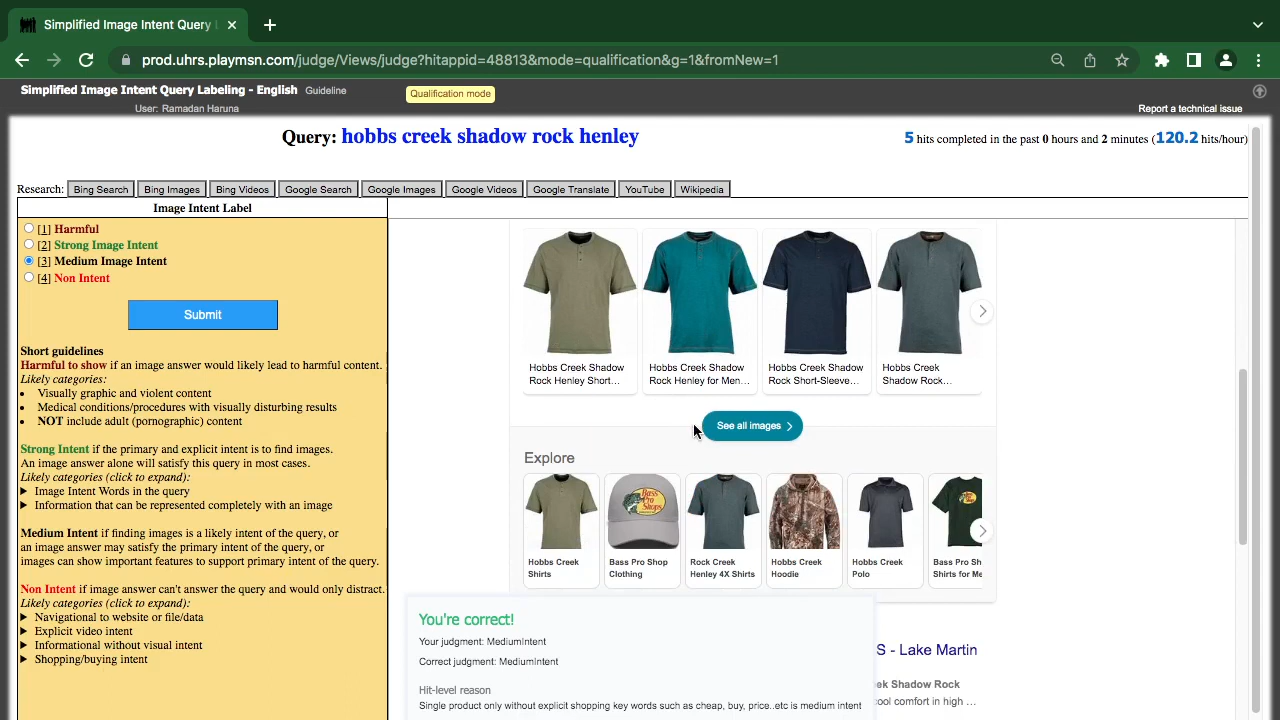 Simplified Image Intent Query L
prod.uhrs.playmsn.com/judge/Views/judge?hitappid=48813&mode=qualification&g=1&fromNew=1
Simplified Image Intent Query Labeling - English Guideline Qualification mode
User: Ramadan Haruna
Report a technical issue
Query: hobbs creek shadow rock henley
5 hits completed in the past 0 hours and 2 minutes (120.2 hits/hour)
Research: Bing Search Bing Images Bing Videos Google Search Google Images Google Videos Google Translate YouTube Wikipedia
Image Intent Label
[1] Harmful
[2] Strong Image Intent
[3] Medium Image Intent
[4] Non Intent
Submit
Short guidelines
Harmful to show if an image answer would likely lead to harmful content.
Likely categories:
• Visually graphic and violent content
• Medical conditions/procedures with visually disturbing results
• NOT include adult (pornographic) content
Strong Intent if the primary and explicit intent is to find images.
An image answer alone will satisfy this query in most cases.
Likely categories (click to expand):
Image Intent Words in the query
Information that can be represented completely with an image
Medium Intent if finding images is a likely intent of the query, or
an image answer may satisfy the primary intent of the query, or
images can show important features to support primary intent of the query.
Non Intent if image answer can't answer the query and would only distract.
Likely categories (click to expand):
Navigational to website or file/data
Explicit video intent
Informational without visual intent
Shopping/buying intent
Hobbs Creek Shadow
Rock Henley Short...
Hobbs Creek Shadow
Rock Henley for Men...
Hobbs Creek Shadow
Rock Short-Sleeve...
Hobbs Creek
Shadow Rock...
See all images
Explore
Bass Pro Shops
Hobbs Creek
Shirts
Bass Pro Shop
Clothing
Rock Creek
Henley 4X Shirts
Hobbs Creek
Hoodie
Hobbs Creek
Polo
Bass Pro Sh
Shirts for Me
You're correct!
Your judgment: MediumIntent
Correct judgment: MediumIntent
Hit-level reason
Single product only without explicit shopping key words such as cheap, buy, price..etc is medium intent
S - Lake Martin
ek Shadow Rock
cool comfort in high ...